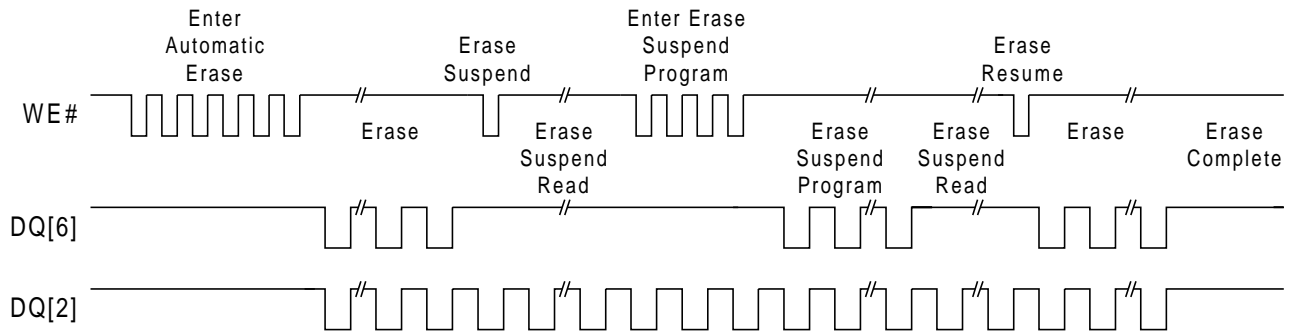 Enter
Automatic
Erase
Erase
Suspend
Enter Erase
Suspend
Program
Erase
Resume
WE#
Erase
Erase
Suspend
Read
Erase
Suspend
Program
Erase
Suspend
Read
Erase
Erase
Complete
DQ[6]
DQ[2]